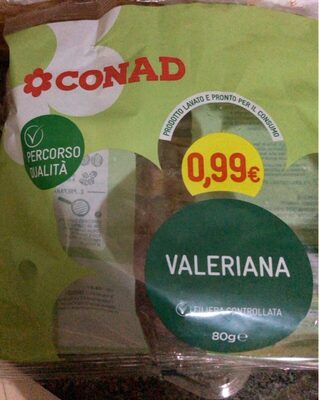 CONAD
PRODOTTO LAVATO E PRONTO PER IL CONSUMO
PERCORSO
QUALITÀ
0,99€
VALERIANA
FILIERA CONTROLLATA
80g e